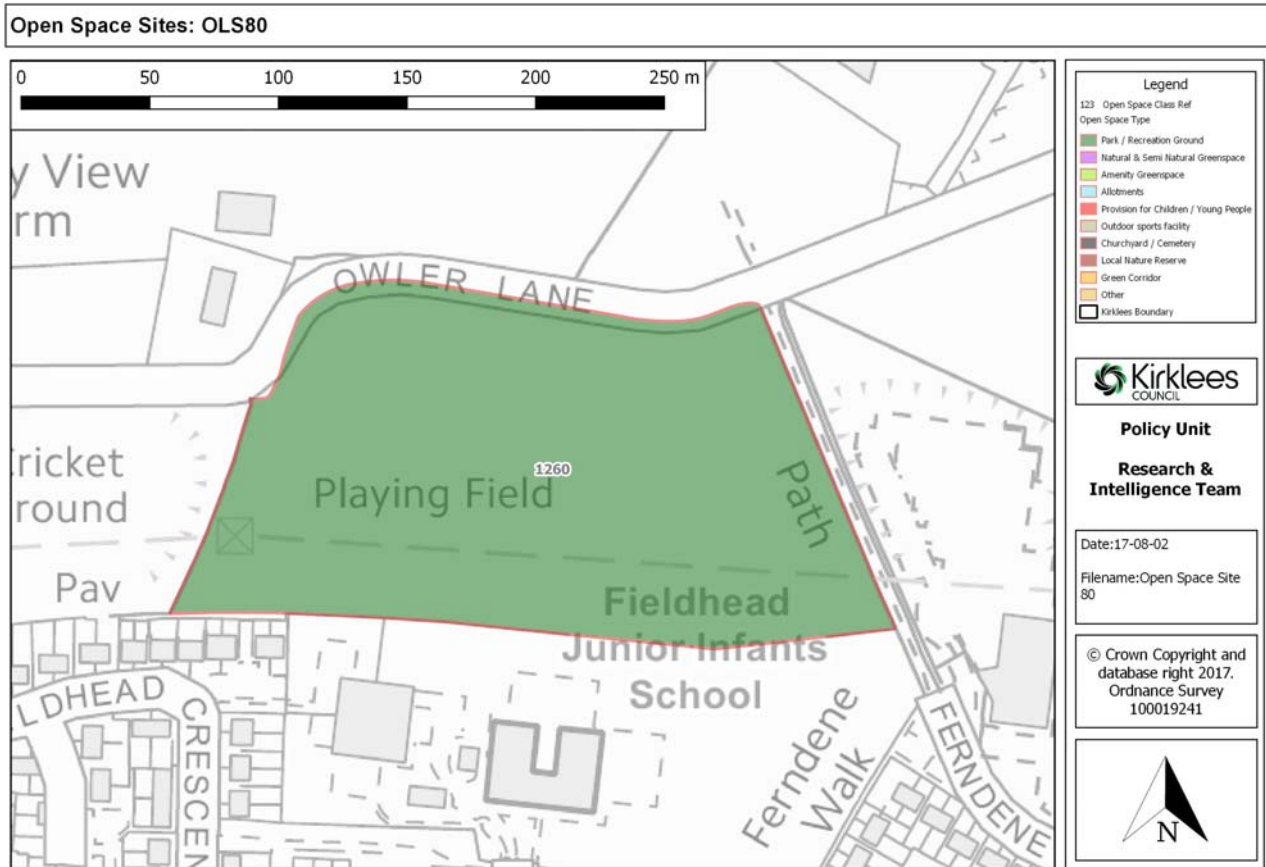 Open Space Sites: OLS80
0 50 100 150 200 250 m
y View
rm
OWLER LANE
ricket
round
Pav
1260
Playing Field
Path
Fieldhead
Junior Infants
School
LDHEAD
CRESCEN
Ferndene
Walk
FERNDENE
Legend
123 Open Space Class Ref
Open Space Type
Park / Recreation Ground
Natural & Semi Natural Greenspace
Amenity Greenspace
Allotments
Provision for Children / Young People
Outdoor sports facility
Churchyard / Cemetery
Local Nature Reserve
Green Corridor
Other
Kirklees Boundary
Kirklees
COUNCIL
Policy Unit
Research &
Intelligence Team
Date:17-08-02
Filename:Open Space Site
80
© Crown Copyright and
database right 2017.
Ordnance Survey
100019241
N